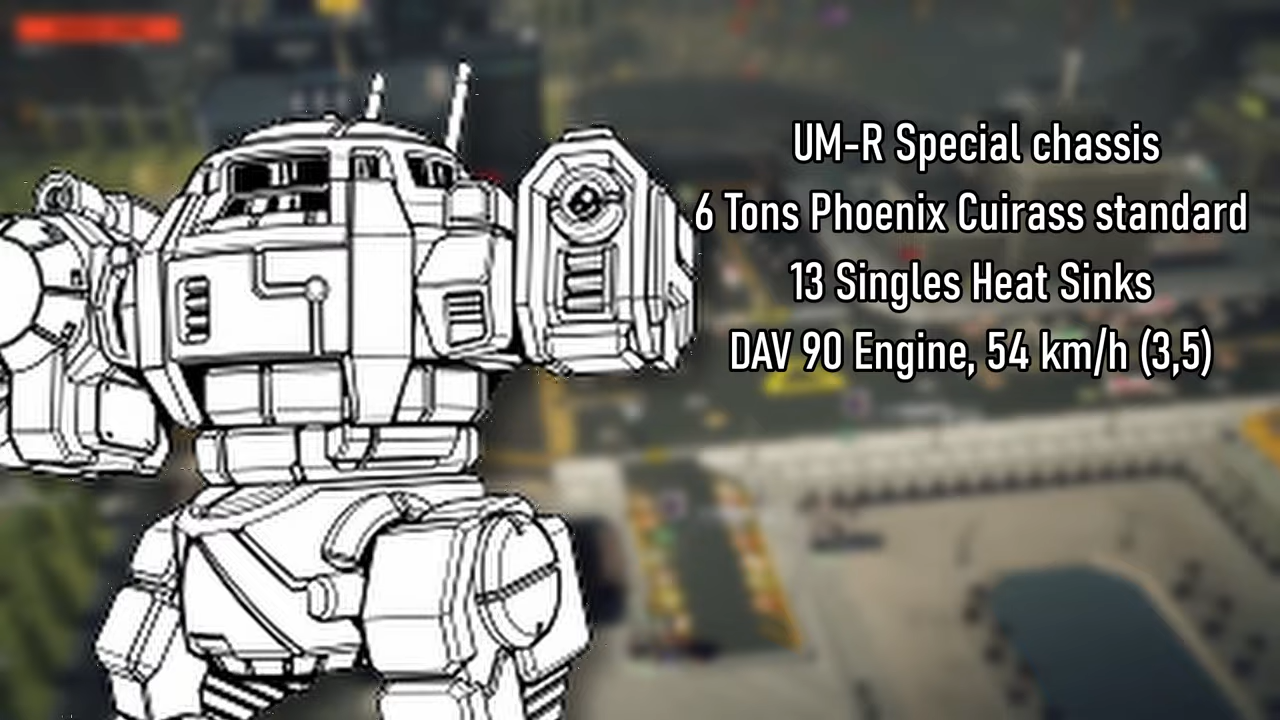 UM-R Special chassis
6 Tons Phoenix Cuirass standard
13 Singles Heat Sinks
DAV 90 Engine, 54 km/h (3,5)